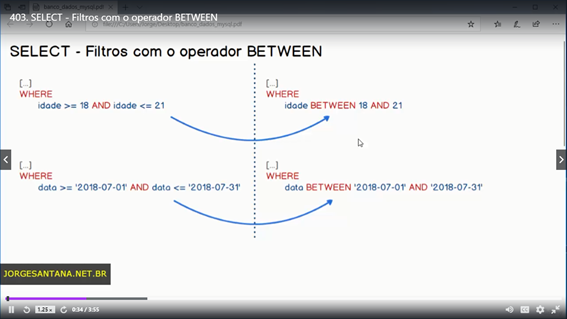 banco_dados_mysql.pdf
403. SELECT - Filtros com o operador BETWEEN
SELECT - Filtros com o operador BETWEEN
[...]
WHERE
idade >= 18 AND idade <= 21
[...]
WHERE
idade BETWEEN 18 AND 21
[...]
WHERE
data >= '2018-07-01' AND data <= '2018-07-31'
[...]
WHERE
data BETWEEN '2018-07-01' AND '2018-07-31'
JORGESANTANA.NET.BR
1.25x 0:34 / 3:55